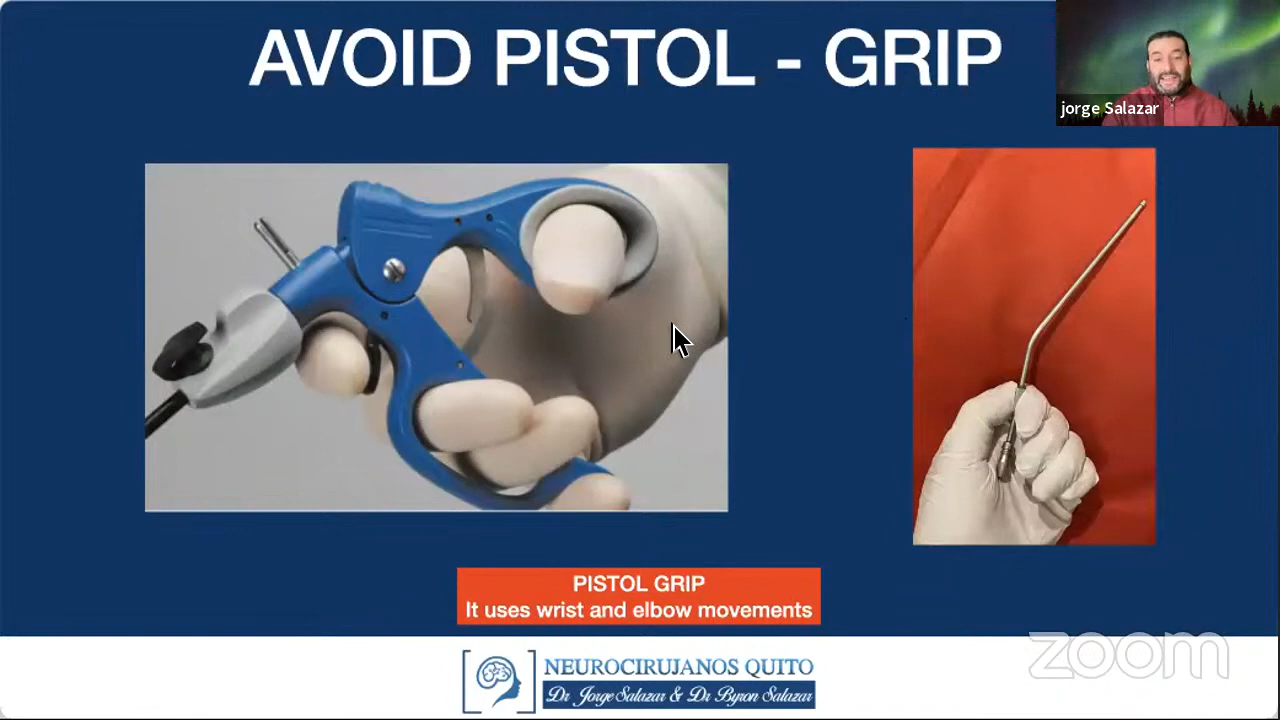 AVOID PISTOL - GRIP
jorge Salazar
PISTOL GRIP
It uses wrist and elbow movements
zoom
NEUROCIRUJANOS QUITO
Dr Jorge Salazar & Dr Byron Salazar